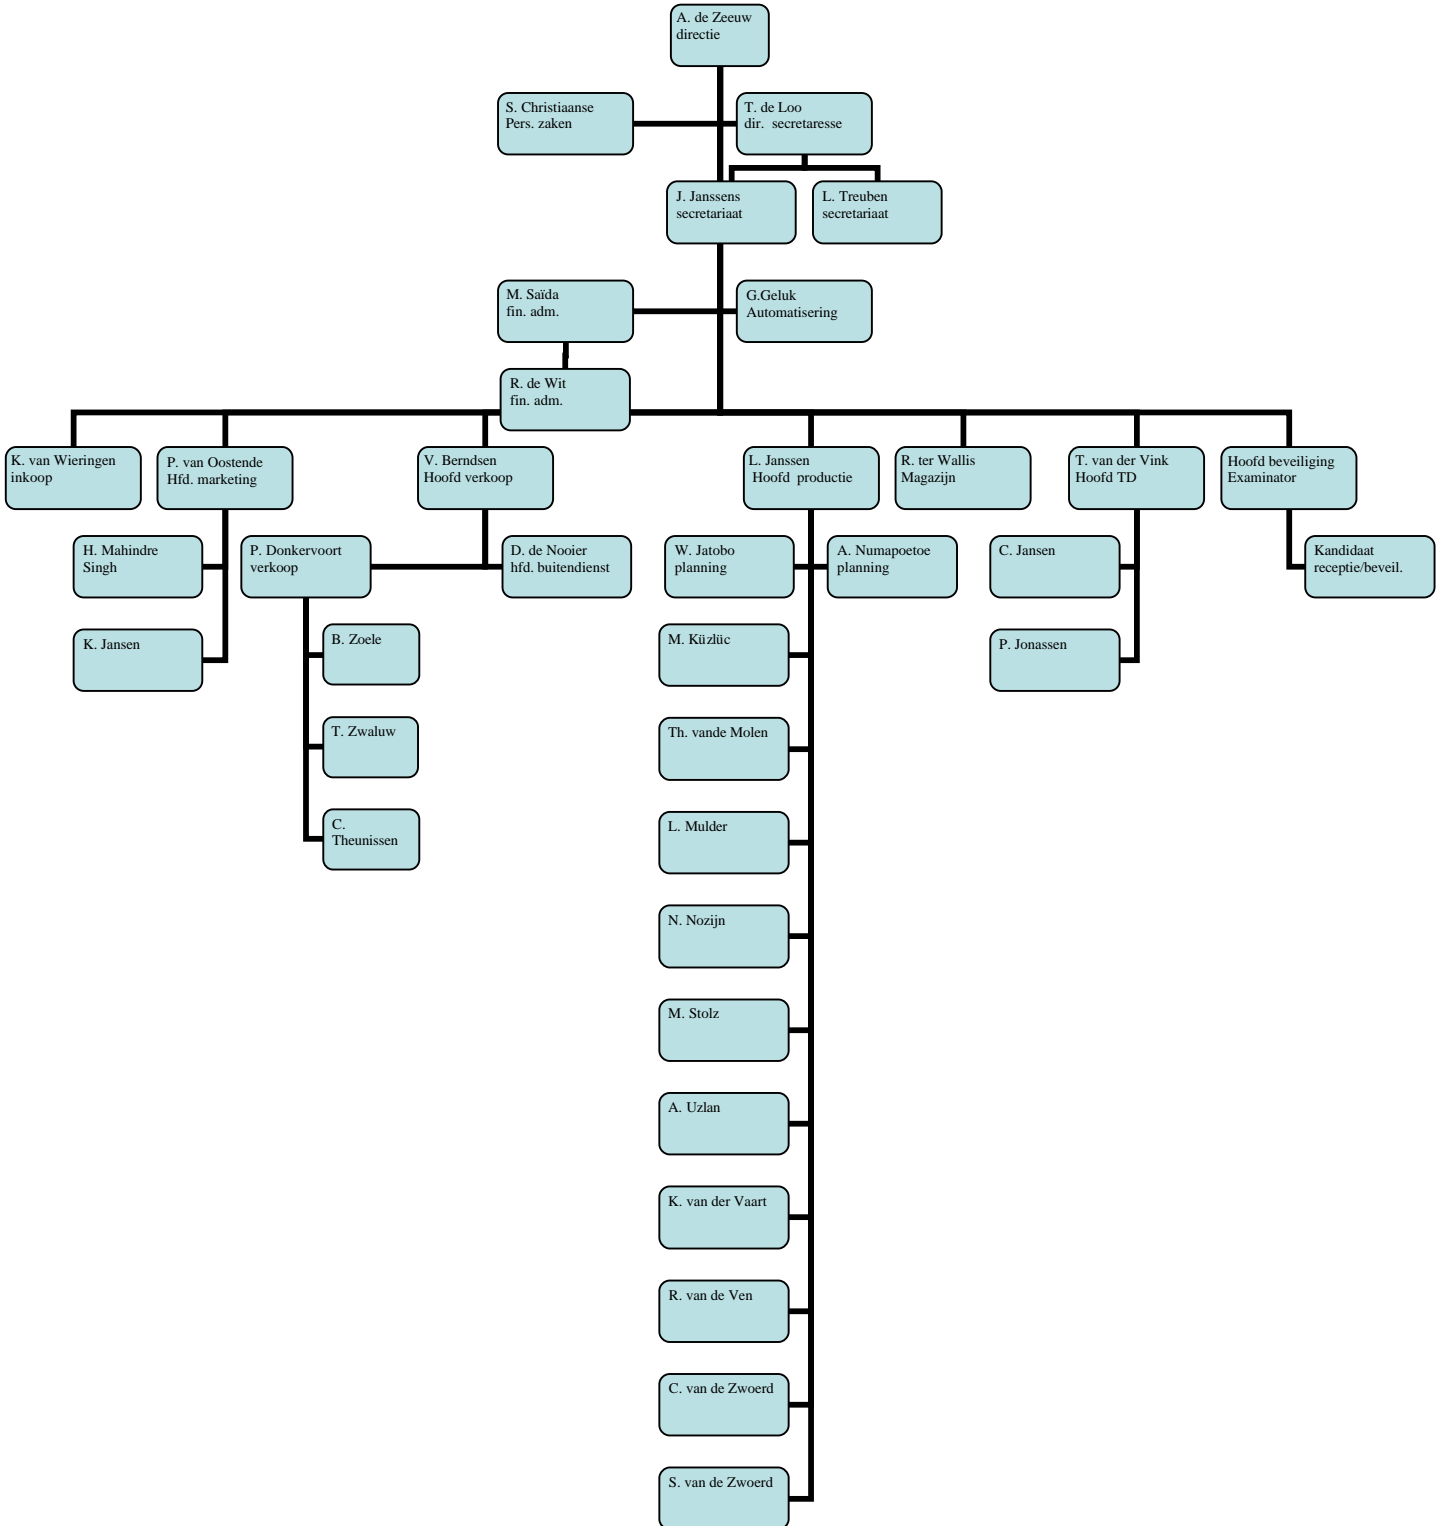 A. de Zeeuw
directie
S. Christiaanse
Pers. zaken
T. de Loo
dir. secretaresse
J. Janssens
secretariaat
L. Treuben
secretariaat
M. Saïda
fin. adm.
G.Geluk
Automatisering
R. de Wit
fin. adm.
K. van Wieringen
inkoop
P. van Oostende
Hfd. marketing
V. Berndsen
Hoofd verkoop
L. Janssen
Hoofd productie
R. ter Wallis
Magazijn
T. van der Vink
Hoofd TD
Hoofd beveiliging
Examinator
H. Mahindre
Singh
P. Donkervoort
verkoop
D. de Nooier
hfd. buitendienst
W. Jatobo
planning
A. Numapoetoe
planning
C. Jansen
Kandidaat
receptie/beveil.
K. Jansen
B. Zoele
M. Küzlüc
P. Jonassen
T. Zwaluw
Th. vande Molen
C.
Theunissen
L. Mulder
N. Nozijn
M. Stolz
A. Uzlan
K. van der Vaart
R. van de Ven
C. van de Zwoerd
S. van de Zwoerd